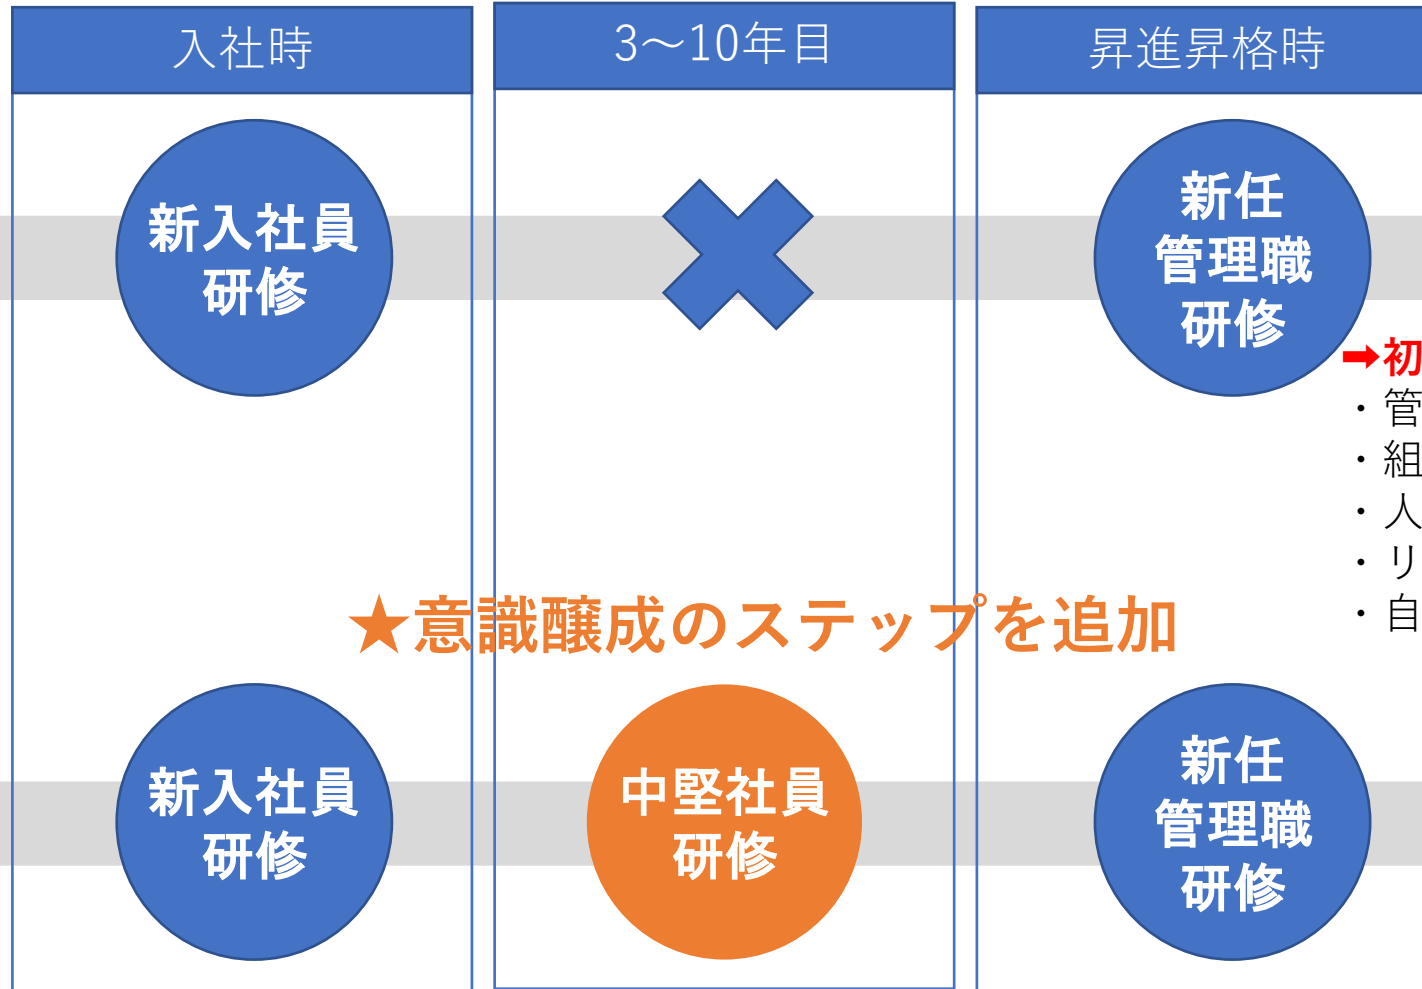 入社時
3～10年目
昇進昇格時
新入社員
研修
新任
管理職
研修
➡初
・管
・組
・人
・リ
・自
★意識醸成のステップを追加
新入社員
研修
中堅社員
研修
新任
管理職
研修